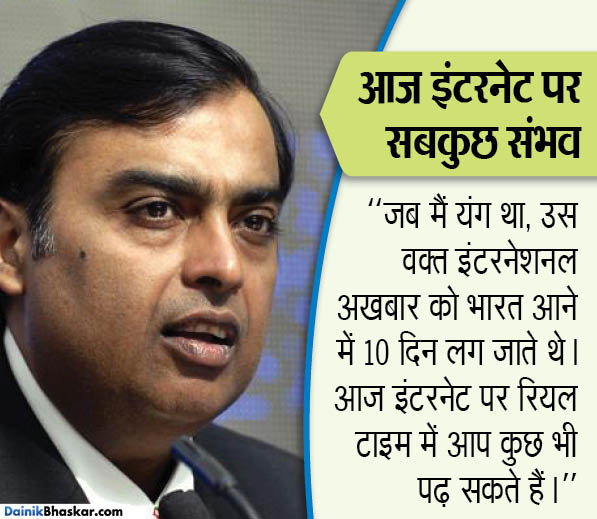 आज इंटरनेट पर
सबकुछ संभव
“जब मैं यंग था, उस
वक्त इंटरनेशनल
अखबार को भारत आने
में 10 दिन लग जाते थे।
आज इंटरनेट पर रियल
टाइम में आप कुछ भी
पढ़ सकते हैं।”
DainikBhaskar.com